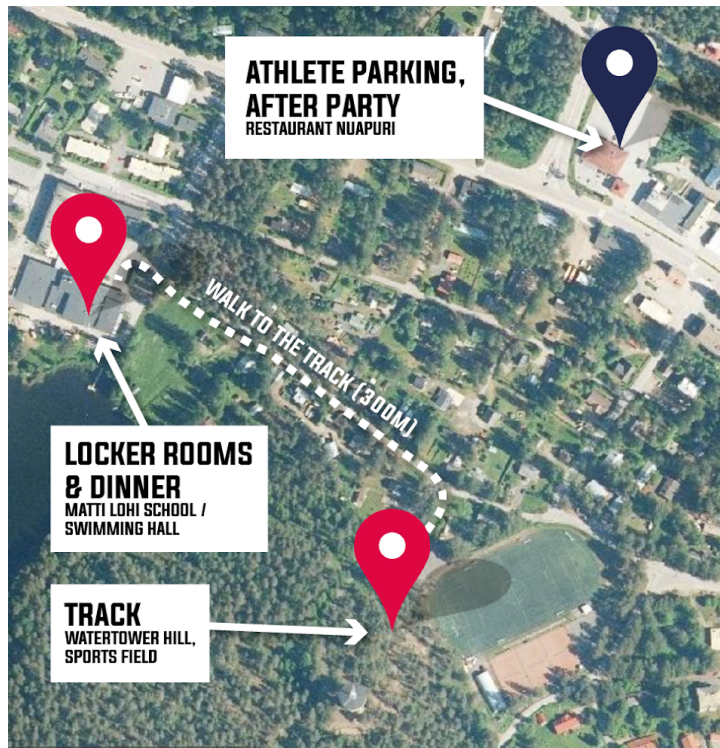 ATHLETE PARKING,
AFTER PARTY
RESTAURANT NUAPURI
WALK TO THE TRACK (300M)
LOCKER ROOMS
& DINNER
MATTI LOHI SCHOOL /
SWIMMING HALL
TRACK
WATERTOWER HILL,
SPORTS FIELD